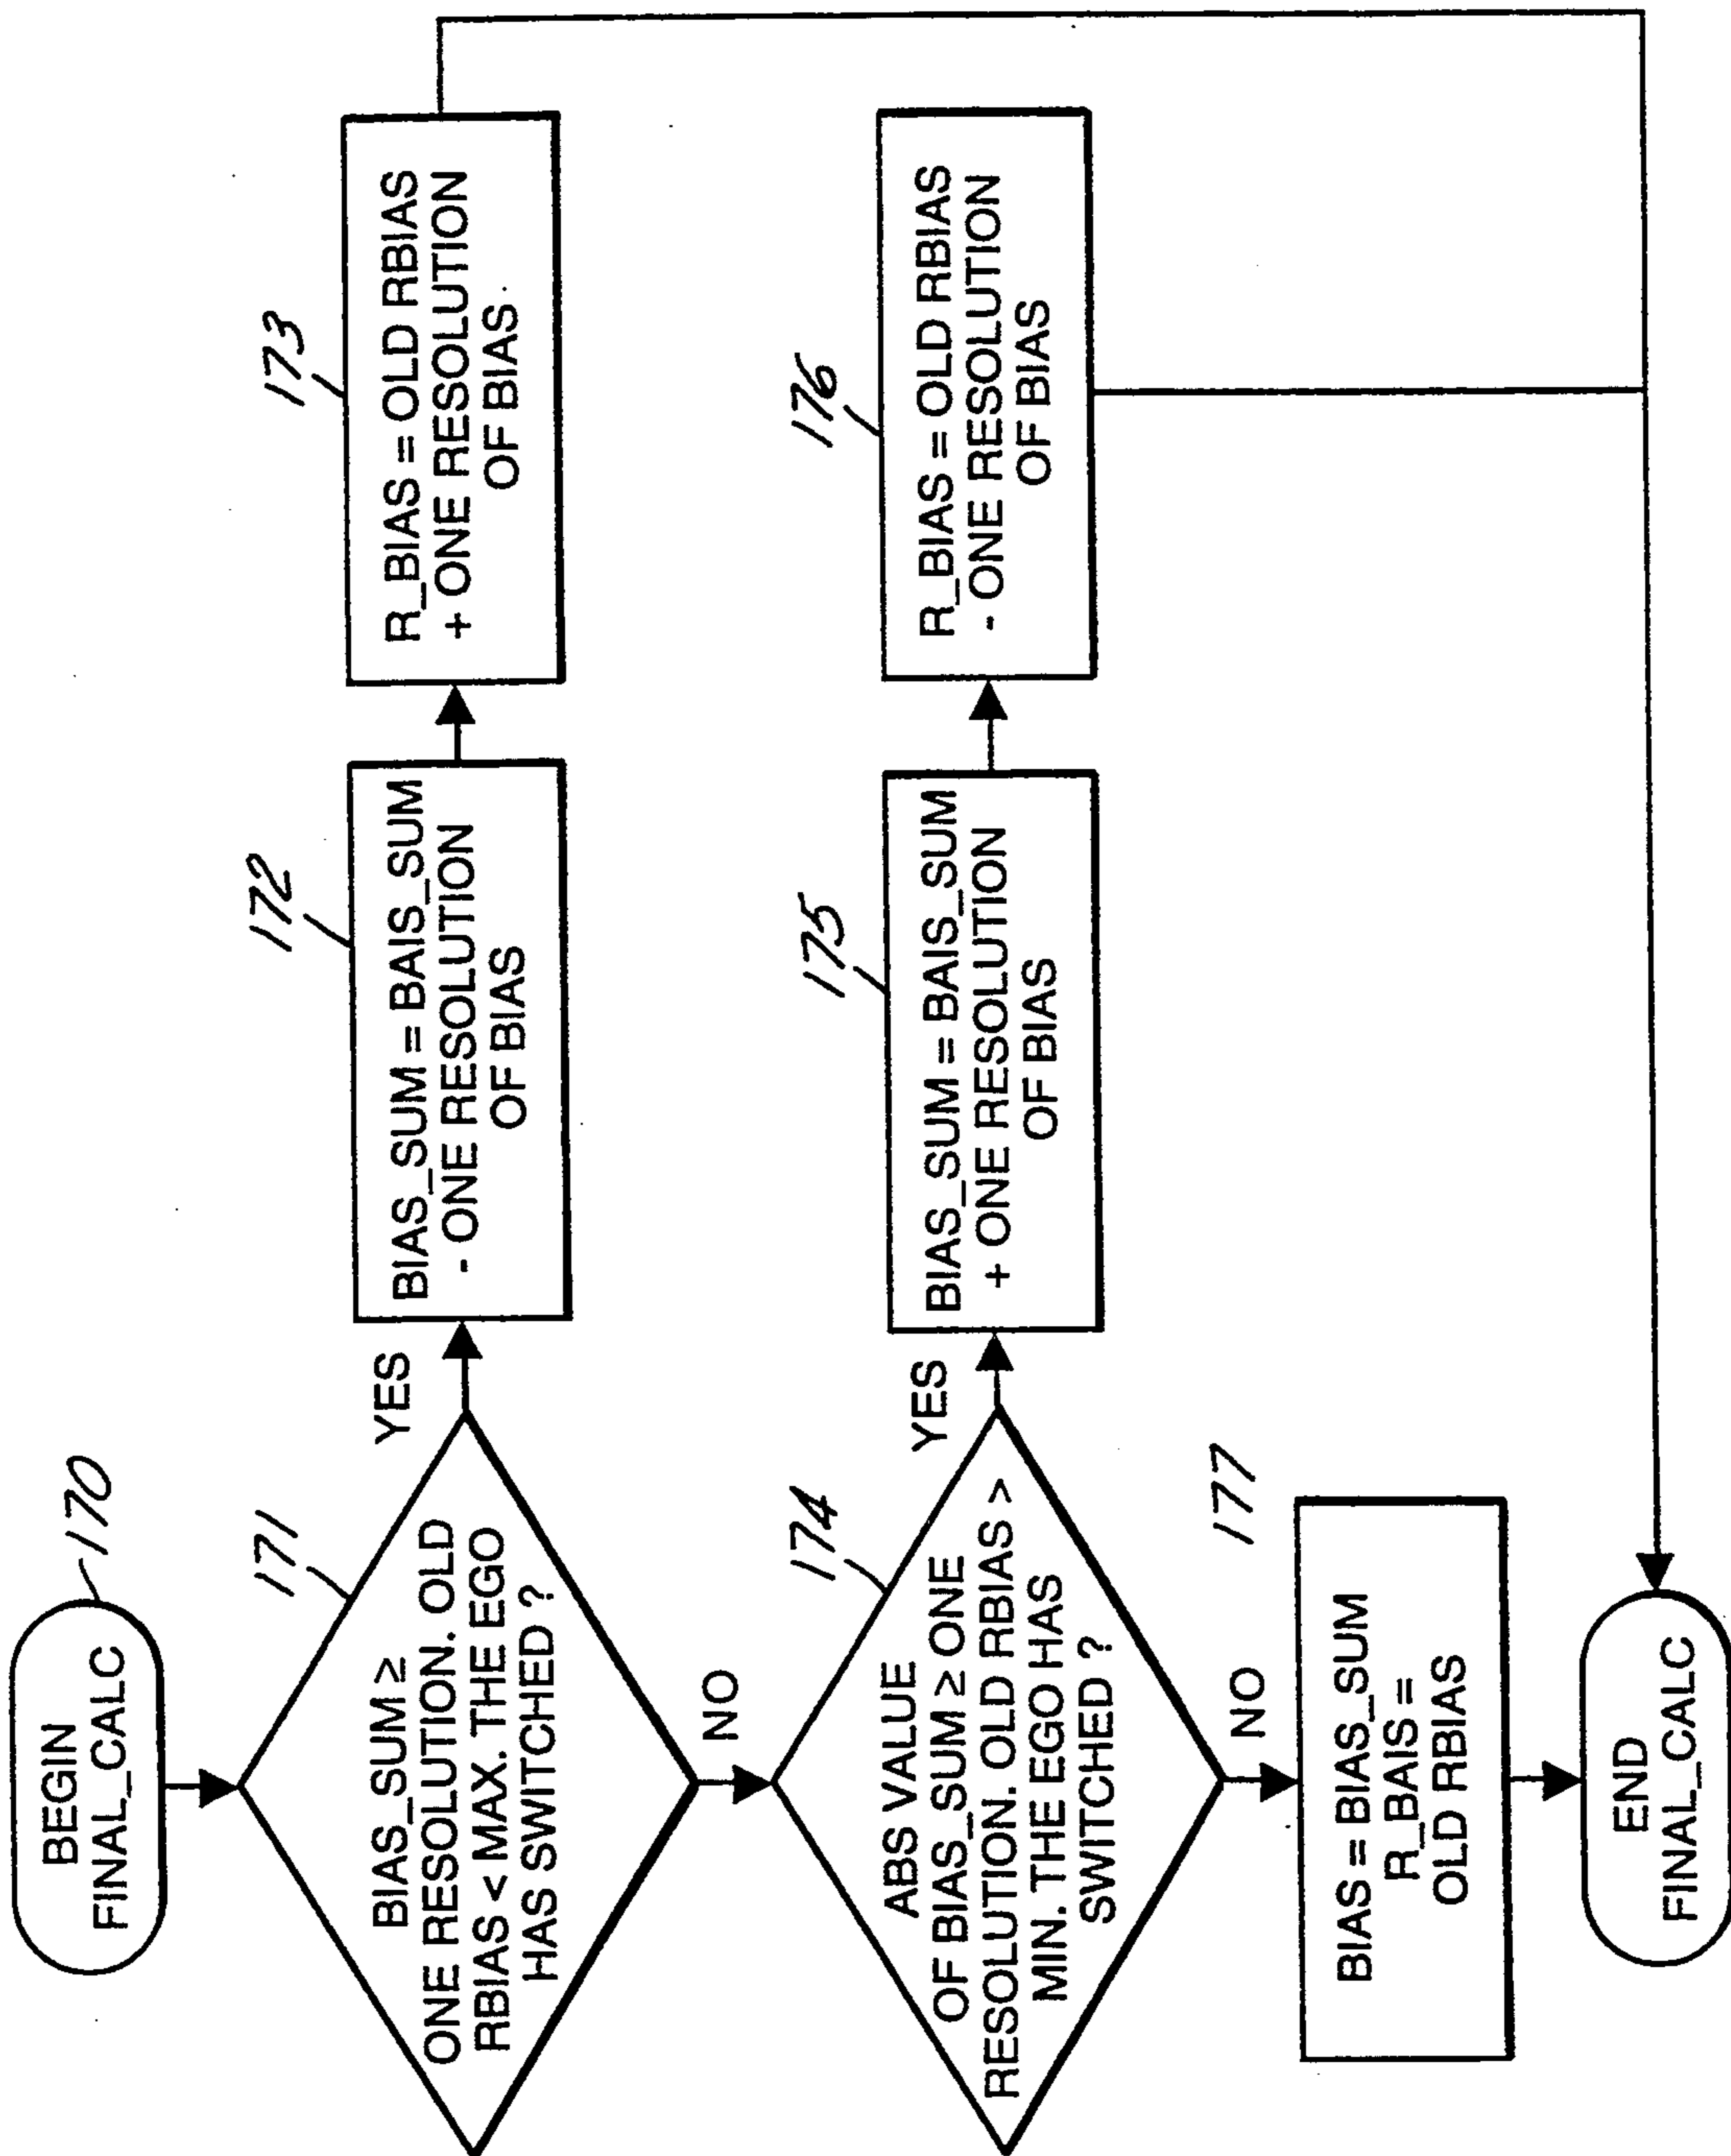 BEGIN
FINAL_CALC
170
171
BIAS_SUM ≥
ONE RESOLUTION. OLD
RBIAS < MAX. THE EGO
HAS SWITCHED ?
YES
172
BIAS_SUM = BAIS_SUM
- ONE RESOLUTION
OF BIAS
173
R_BIAS = OLD RBIAS
+ ONE RESOLUTION
OF BIAS
NO
174
ABS VALUE
OF BIAS_SUM ≥ ONE
RESOLUTION. OLD RBIAS >
MIN. THE EGO HAS
SWITCHED ?
YES
175
BIAS_SUM = BAIS_SUM
+ ONE RESOLUTION
OF BIAS
176
R_BIAS = OLD RBIAS
- ONE RESOLUTION
OF BIAS
NO
177
BIAS = BIAS_SUM
R_BAIS =
OLD RBIAS
END
FINAL_CALC